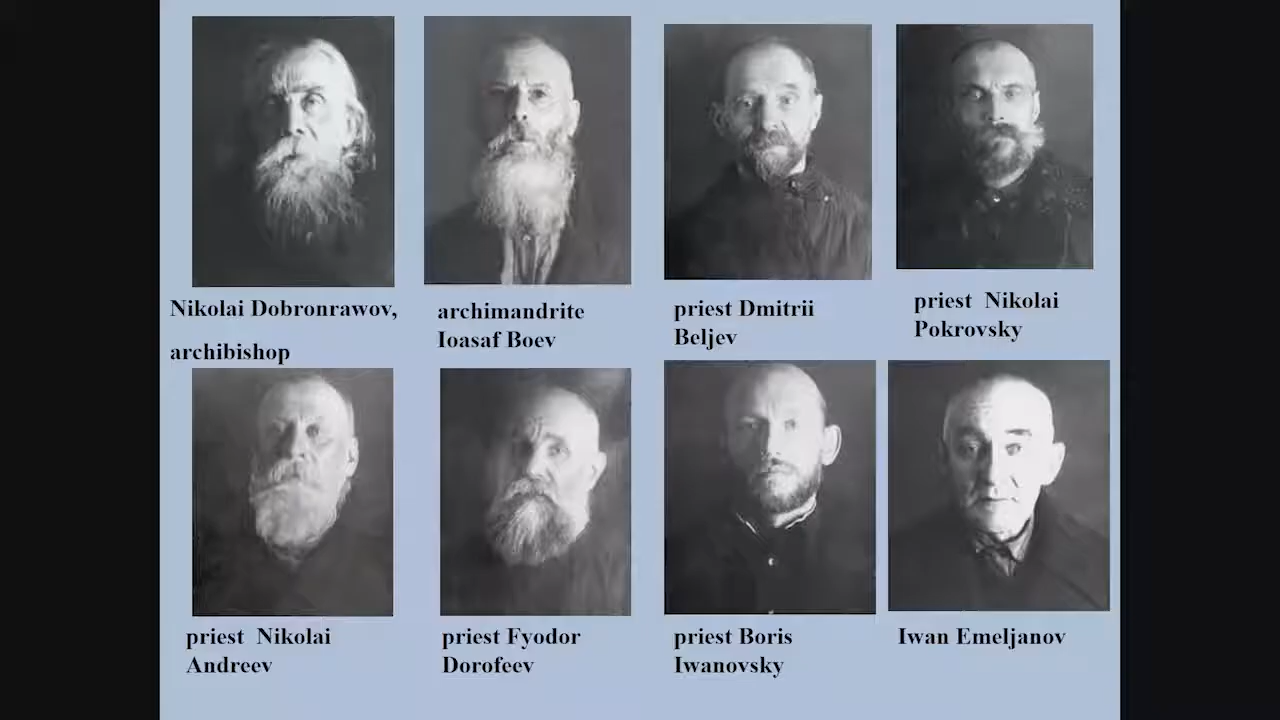 Nikolai Dobronrawov,
archibishop
archimandrite
Ioasaf Boev
priest Dmitrii
Beljev
priest Nikolai
Pokrovsky
priest Nikolai
Andreev
priest Fyodor
Dorofeev
priest Boris
Iwanovsky
Iwan Emeljanov